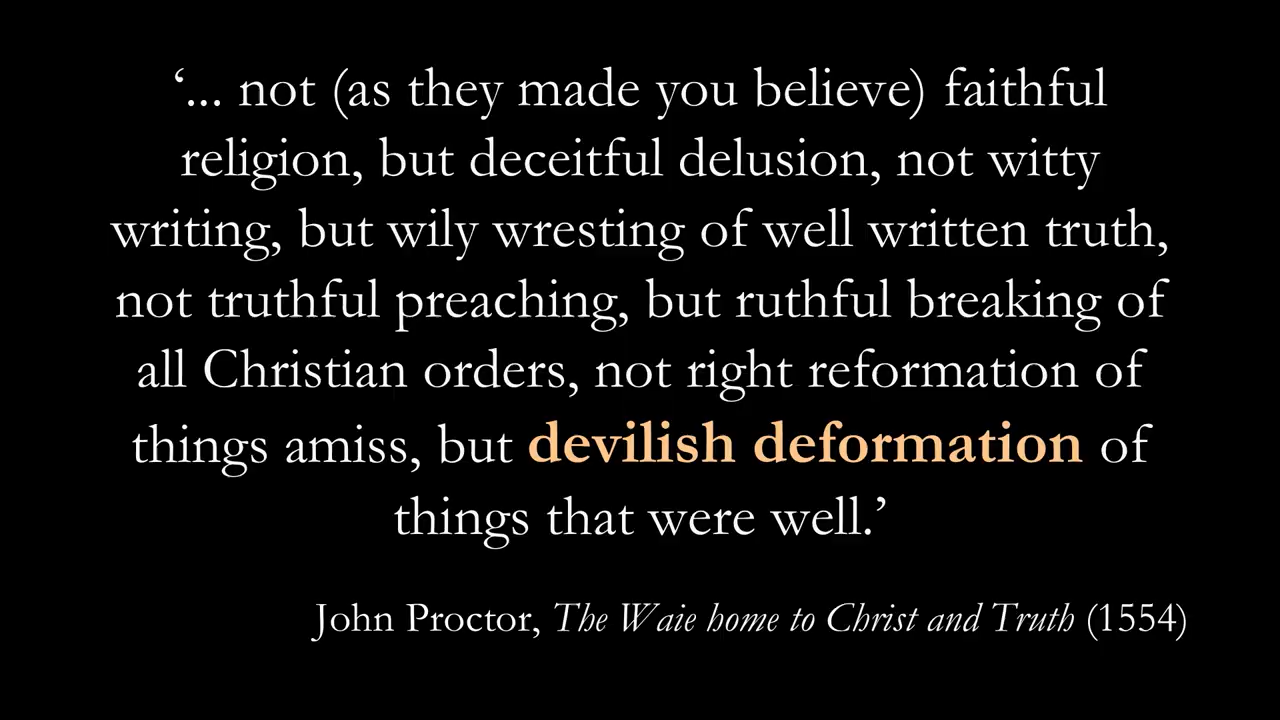 ‘... not (as they made you believe) faithful
religion, but deceitful delusion, not witty
writing, but wily wresting of well written truth,
not truthful preaching, but ruthful breaking of
all Christian orders, not right reformation of
things amiss, but devilish deformation of
things that were well.’
John Proctor, The Waie home to Christ and Truth (1554)